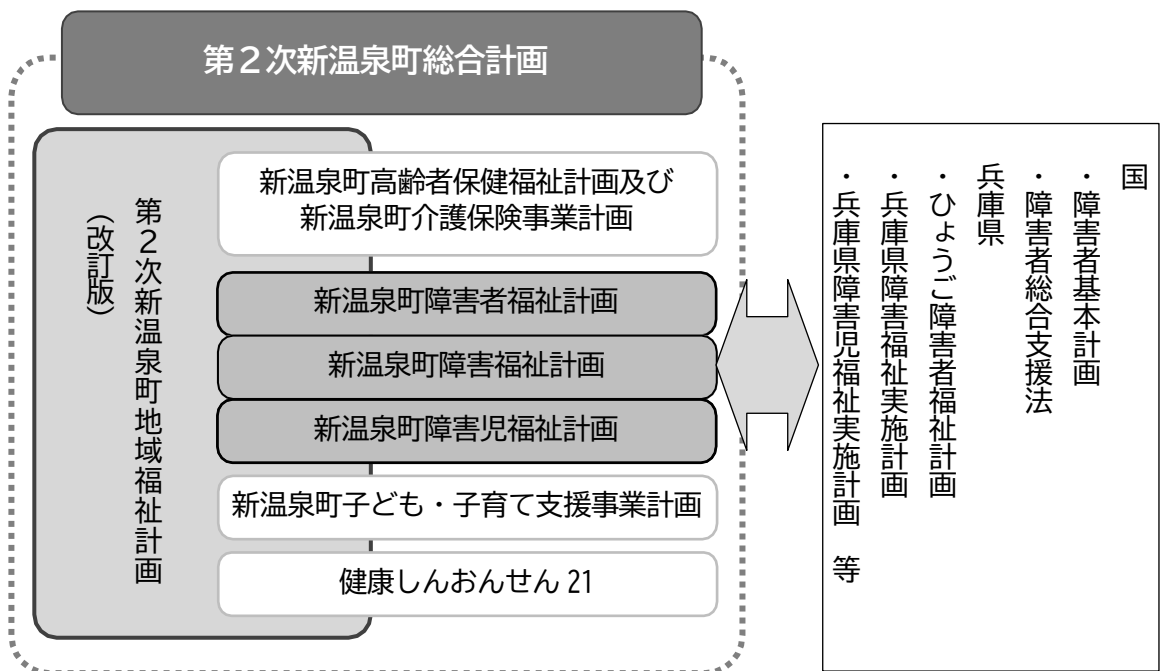 第２次新温泉町総合計画
第２次新温泉町地域福祉計画
（改訂版）
新温泉町高齢者保健福祉計画及び
新温泉町介護保険事業計画
新温泉町障害者福祉計画
新温泉町障害福祉計画
新温泉町障害児福祉計画
新温泉町子ども・子育て支援事業計画
健康しんおんせん 21
国
・障害者基本計画
・障害者総合支援法
兵庫県
・ひょうご障害者福祉計画
・兵庫県障害福祉実施計画
・兵庫県障害児福祉実施計画　等